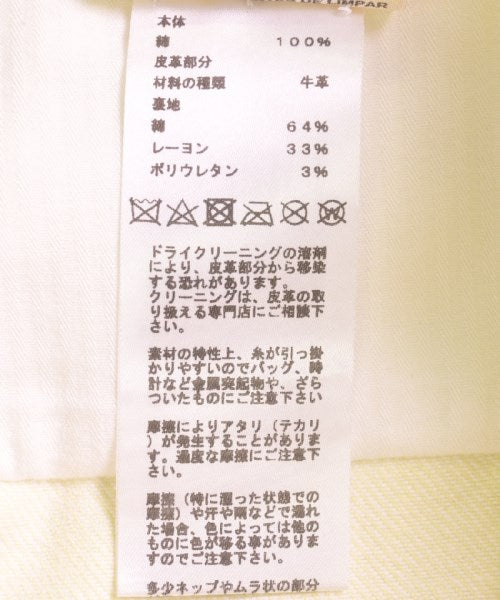 DE LIMPAR
本体
綿 100%
皮革部分
材料の種類 牛革
裏地
綿 64%
レーヨン 33%
ポリウレタン 3%
ドライクリーニングの溶剤
により、皮革部分から移染
する恐れがあります。
クリーニングは、皮革の取
り扱える専門店にご相談下
さい。
素材の特性上、糸が引っ掛
かりやすいのでバッグ、時
計など金属突起物や、ざら
ついたものにご注意下さい
摩擦によりアタリ（テカリ
）が発生することがありま
す。過度な摩擦にご注意下
さい。
摩擦（特に湿った状態での
摩擦）や汗や雨などで濡れ
た場合、色によっては他の
ものに色が移る事がありま
すのでご注意下さい。
多少ネップやムラ状の部分